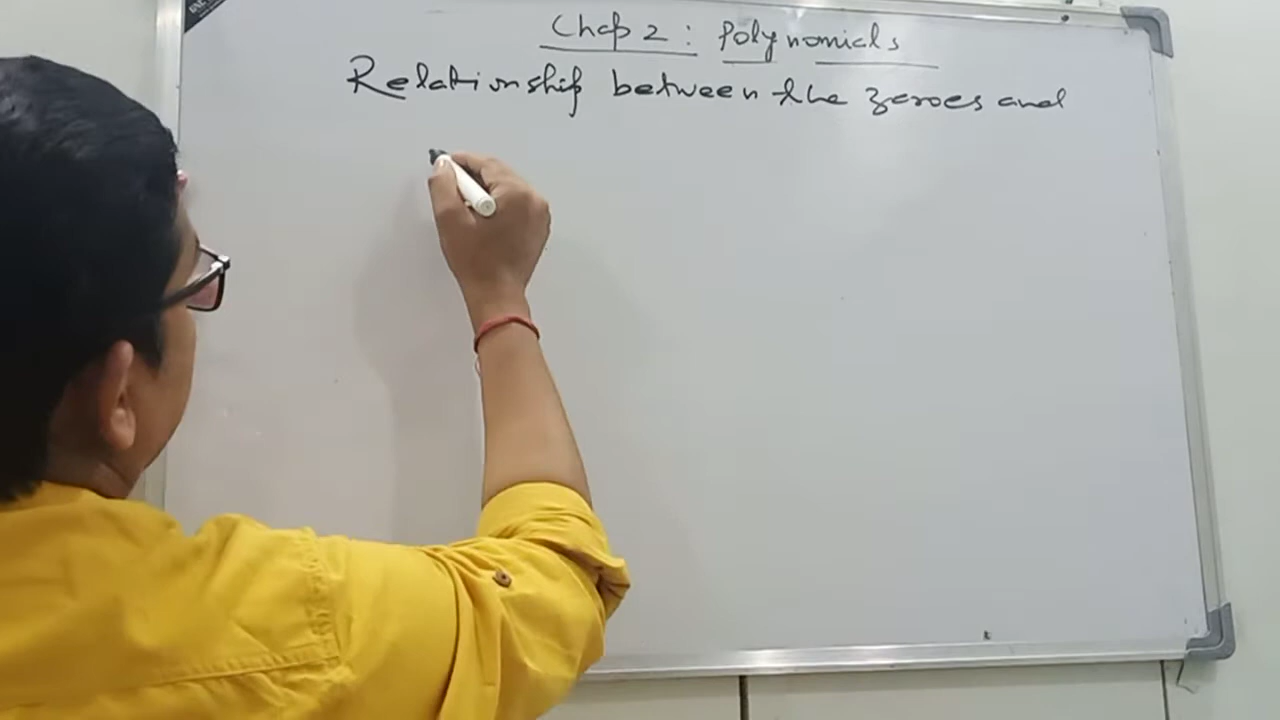 Chap 2 : Polynomials
Relationship between the zeroes and